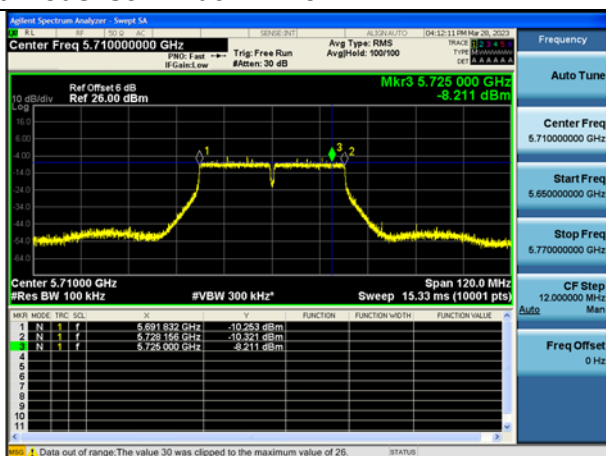 Agilent Spectrum Analyzer - Swept SA
RL RF 50 Ω AC SENSE:INT ALIGN AUTO 04:12:11 PM Mar 28, 2023
Center Freq 5.710000000 GHz
PNO: Fast
IFGain:Low
Trig: Free Run
#Atten: 30 dB
Avg Type: RMS
Avg|Hold: 100/100
TRACE 1 2 3 4 5 6
TYPE
DET A A A A A A
Ref Offset 6 dB
Ref 26.00 dBm
Mkr3 5.725 000 GHz
-8.211 dBm
10 dB/div
Log
16.0
6.00
-4.00
-14.0
-24.0
-34.0
-44.0
-54.0
-64.0
1
3
2
Center 5.71000 GHz
#Res BW 100 kHz
#VBW 300 kHz*
Span 120.0 MHz
Sweep 15.33 ms (10001 pts)
MKR MODE TRC SCL X Y FUNCTION FUNCTION WIDTH FUNCTION VALUE
1 N 1 f 5.691 832 GHz -10.253 dBm
2 N 1 f 5.728 156 GHz -10.321 dBm
3 N 1 f 5.725 000 GHz -8.211 dBm
4
5
6
7
8
9
10
11
MSG Data out of range;The value 30 was clipped to the maximum value of 26. STATUS
Frequency
Auto Tune
Center Freq
5.710000000 GHz
Start Freq
5.650000000 GHz
Stop Freq
5.770000000 GHz
CF Step
12.000000 MHz
Auto Man
Freq Offset
0 Hz